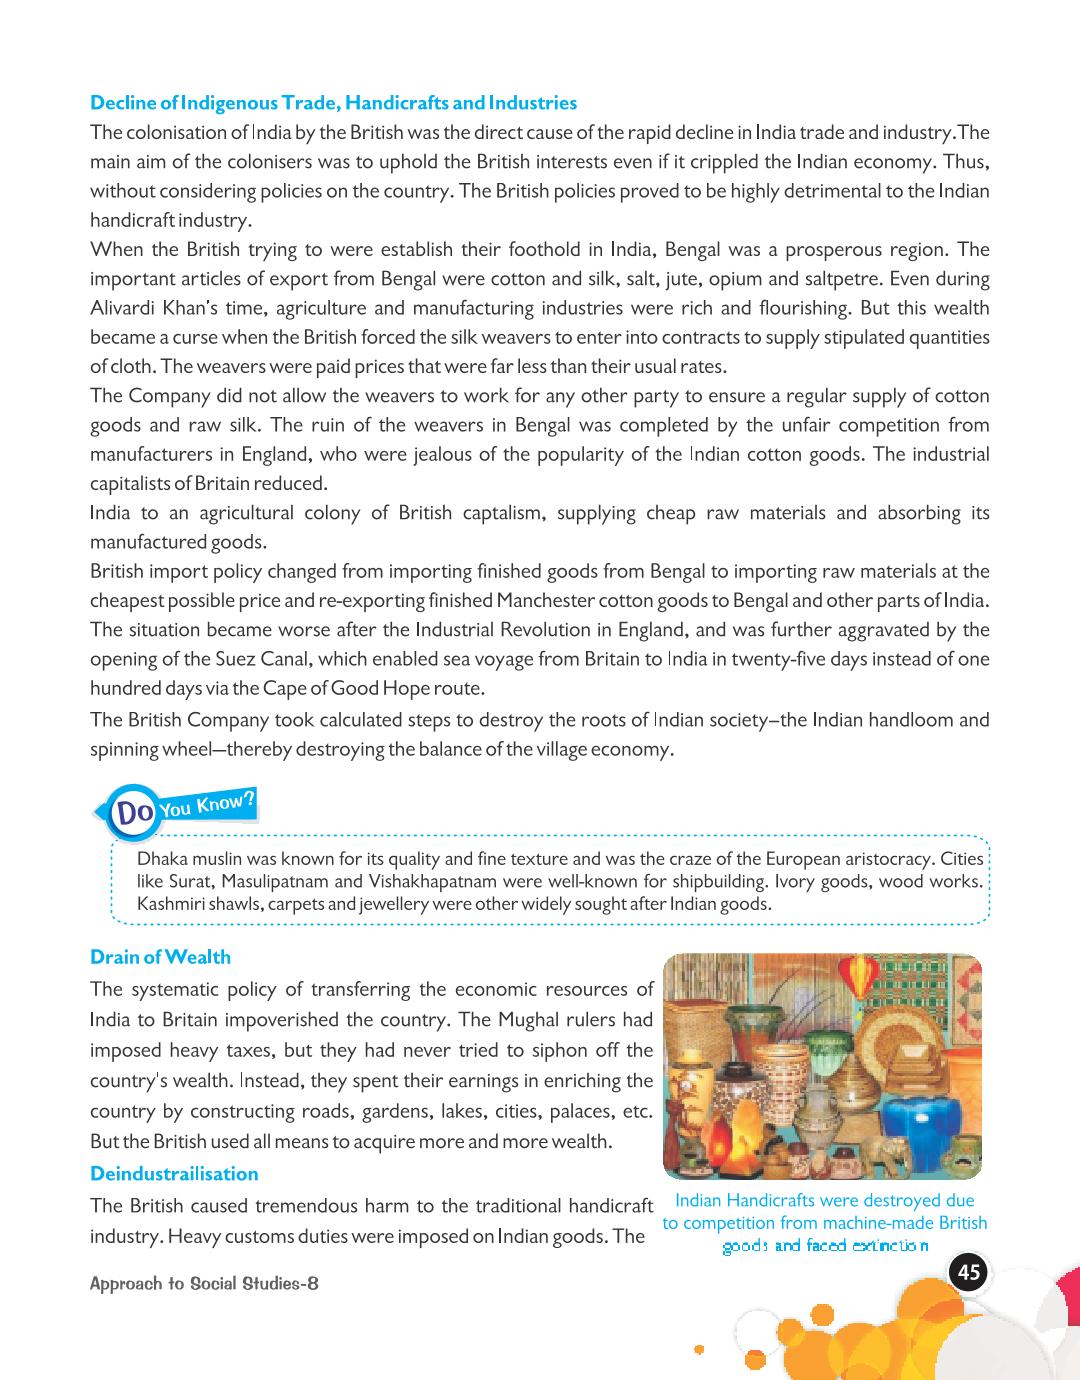 Decline of Indigenous Trade, Handicrafts and Industries
The colonisation of India by the British was the direct cause of the rapid decline in India trade and industry.The
main aim of the colonisers was to uphold the British interests even if it crippled the Indian economy. Thus,
without considering policies on the country. The British policies proved to be highly detrimental to the Indian
handicraft industry.
When the British trying to were establish their foothold in India, Bengal was a prosperous region. The
important articles of export from Bengal were cotton and silk, salt, jute, opium and saltpetre. Even during
Alivardi Khan's time, agriculture and manufacturing industries were rich and flourishing. But this wealth
became a curse when the British forced the silk weavers to enter into contracts to supply stipulated quantities
of cloth. The weavers were paid prices that were far less than their usual rates.
The Company did not allow the weavers to work for any other party to ensure a regular supply of cotton
goods and raw silk. The ruin of the weavers in Bengal was completed by the unfair competition from
manufacturers in England, who were jealous of the popularity of the Indian cotton goods. The industrial
capitalists of Britain reduced.
India to an agricultural colony of British captalism, supplying cheap raw materials and absorbing its
manufactured goods.
British import policy changed from importing finished goods from Bengal to importing raw materials at the
cheapest possible price and re-exporting finished Manchester cotton goods to Bengal and other parts of India.
The situation became worse after the Industrial Revolution in England, and was further aggravated by the
opening of the Suez Canal, which enabled sea voyage from Britain to India in twenty-five days instead of one
hundred days via the Cape of Good Hope route.
The British Company took calculated steps to destroy the roots of Indian society–the Indian handloom and
spinning wheel—thereby destroying the balance of the village economy.
Do You Know?
Dhaka muslin was known for its quality and fine texture and was the craze of the European aristocracy. Cities
like Surat, Masulipatnam and Vishakhapatnam were well-known for shipbuilding. Ivory goods, wood works.
Kashmiri shawls, carpets and jewellery were other widely sought after Indian goods.
Drain of Wealth
The systematic policy of transferring the economic resources of
India to Britain impoverished the country. The Mughal rulers had
imposed heavy taxes, but they had never tried to siphon off the
country's wealth. Instead, they spent their earnings in enriching the
country by constructing roads, gardens, lakes, cities, palaces, etc.
But the British used all means to acquire more and more wealth.
Deindustrailisation
The British caused tremendous harm to the traditional handicraft
industry. Heavy customs duties were imposed on Indian goods. The
Indian Handicrafts were destroyed due
to competition from machine-made British
goods and faced extinction
Approach to Social Studies-8
45